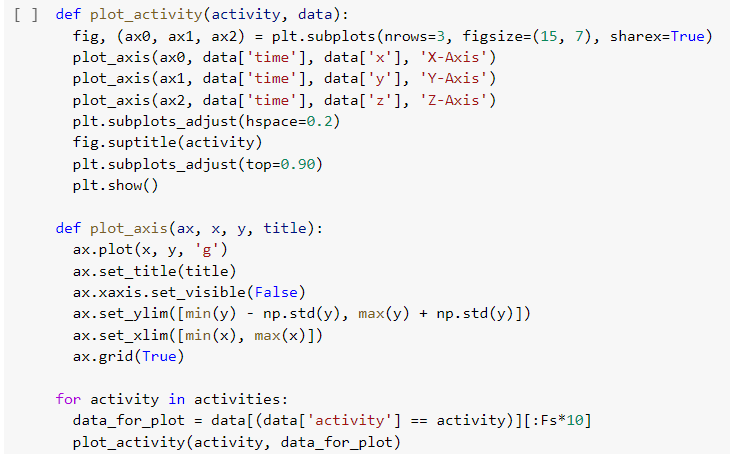 [ ] def plot_activity(activity, data):
  fig, (ax0, ax1, ax2) = plt.subplots(nrows=3, figsize=(15, 7), sharex=True)
  plot_axis(ax0, data['time'], data['x'], 'X-Axis')
  plot_axis(ax1, data['time'], data['y'], 'Y-Axis')
  plot_axis(ax2, data['time'], data['z'], 'Z-Axis')
  plt.subplots_adjust(hspace=0.2)
  fig.suptitle(activity)
  plt.subplots_adjust(top=0.90)
  plt.show()

def plot_axis(ax, x, y, title):
  ax.plot(x, y, 'g')
  ax.set_title(title)
  ax.xaxis.set_visible(False)
  ax.set_ylim([min(y) - np.std(y), max(y) + np.std(y)])
  ax.set_xlim([min(x), max(x)])
  ax.grid(True)

for activity in activities:
  data_for_plot = data[(data['activity'] == activity)][:Fs*10]
  plot_activity(activity, data_for_plot)